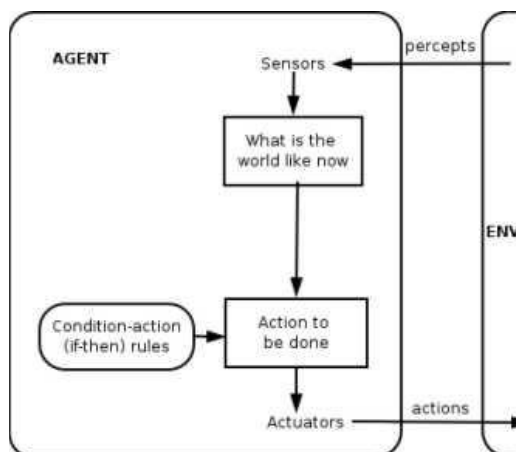 percepts
AGENT
Sensors
What is the
world like now
ENV
Condition-action
(if-then) rules
Action to
be done
Actuators
actions